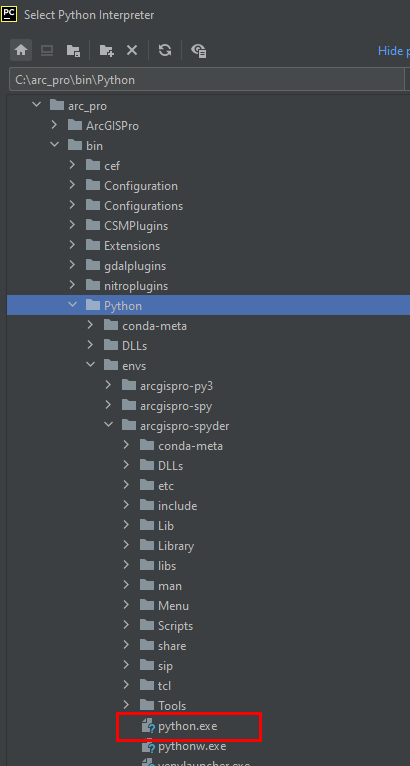 PC
Select Python Interpreter
Hide p
C:\arc_pro\bin\Python
arc_pro
ArcGISPro
bin
cef
Configuration
Configurations
CSMPlugins
Extensions
gdalplugins
nitroplugins
Python
conda-meta
DLLs
envs
arcgispro-py3
arcgispro-spy
arcgispro-spyder
conda-meta
DLLs
etc
include
Lib
Library
libs
man
Menu
Scripts
share
sip
tcl
Tools
python.exe
pythonw.exe